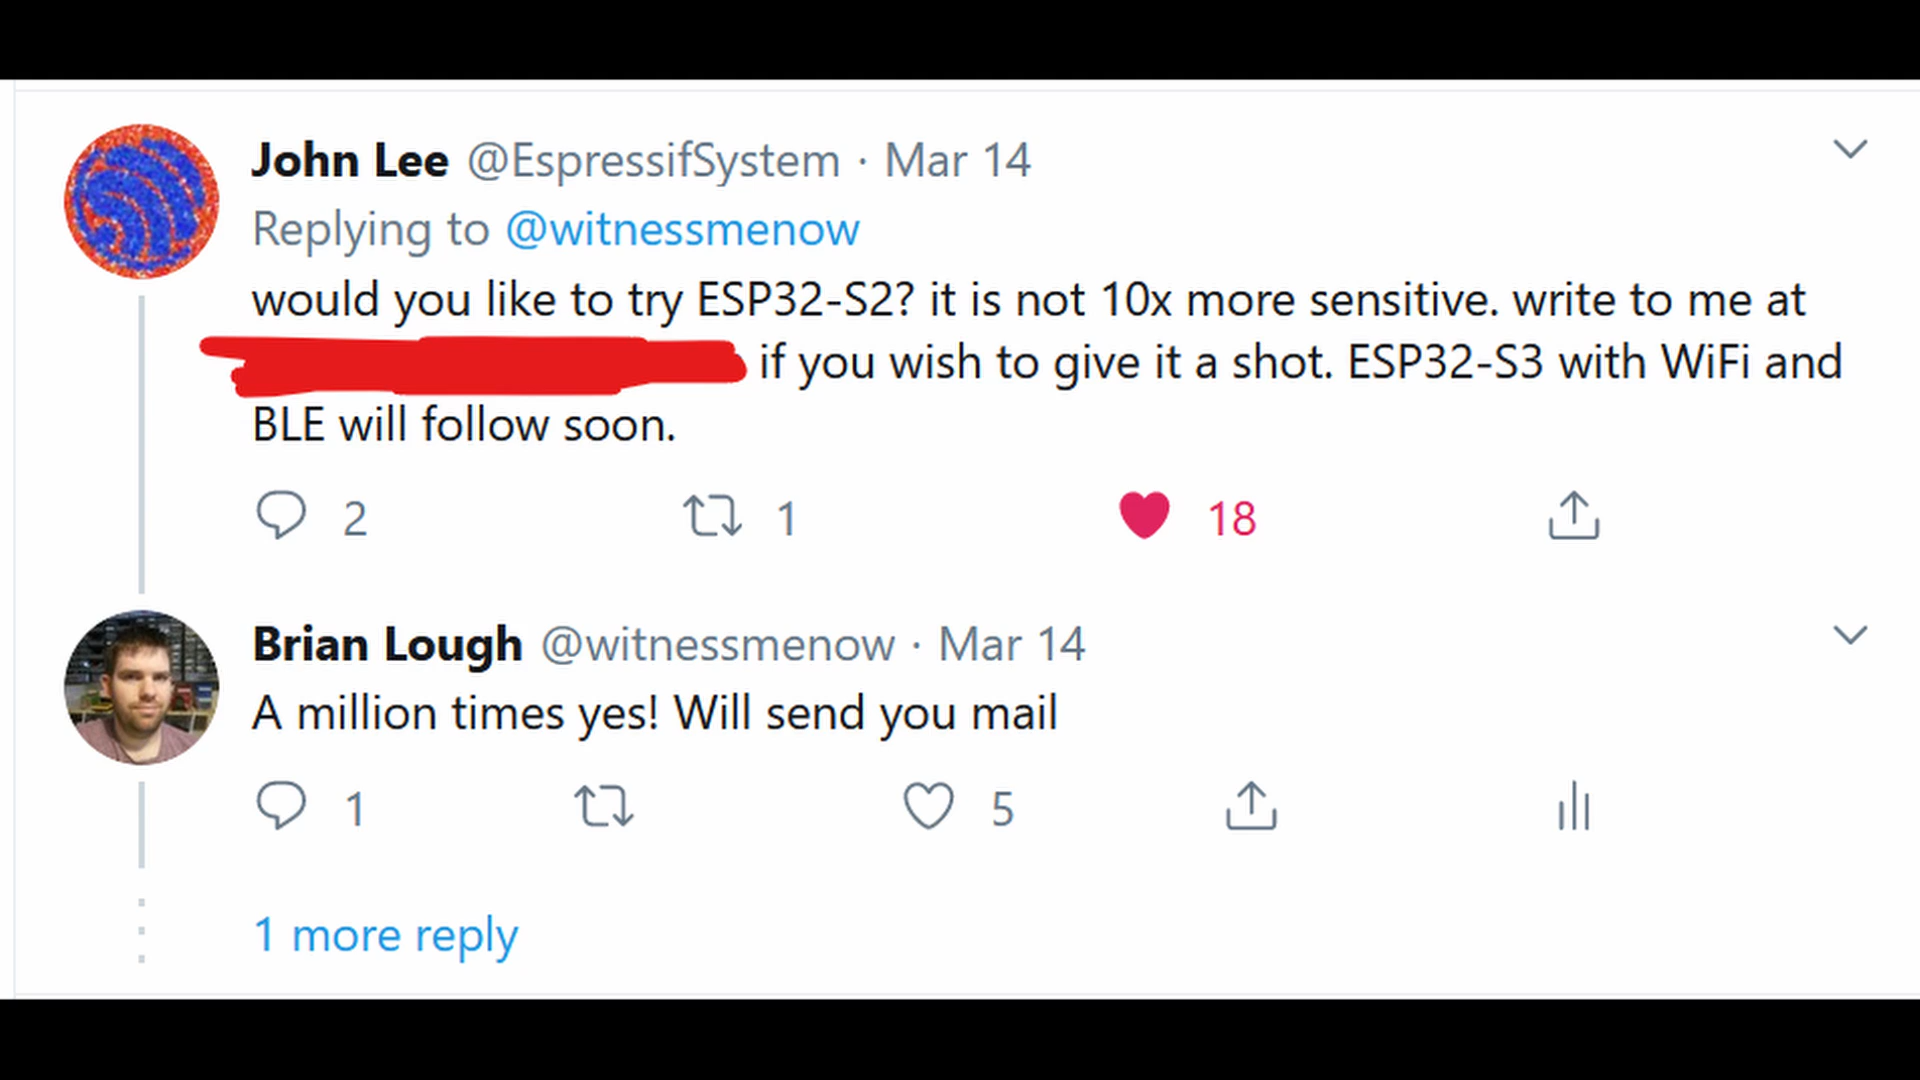 John Lee @EspressifSystem · Mar 14
Replying to @witnessmenow
would you like to try ESP32-S2? it is not 10x more sensitive. write to me at
if you wish to give it a shot. ESP32-S3 with WiFi and
BLE will follow soon.
2 1 18
Brian Lough @witnessmenow · Mar 14
A million times yes! Will send you mail
1 5
1 more reply